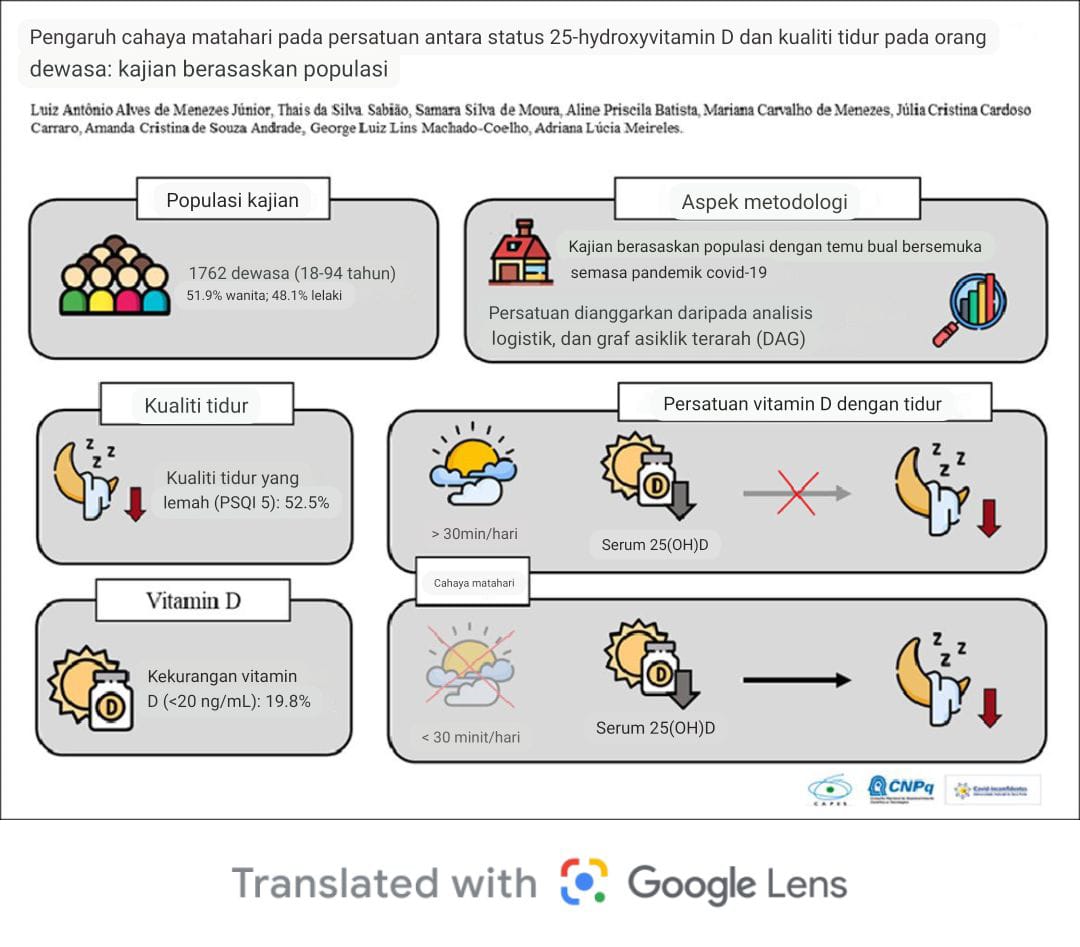 Pengaruh cahaya matahari pada persatuan antara status 25-hydroxyvitamin D dan kualiti tidur pada orang
dewasa: kajian berasaskan populasi
Luiz Antônio Alves de Menezes Júnior, Thais da Silva Sabião, Samara Silva de Moura, Aline Priscila Batista, Mariana Carvalho de Menezes, Júlia Cristina Cardoso
Carraro, Amanda Cristina de Souza Andrade, George Luiz Lins Machado-Coelho, Adriana Lúcia Meireles.
Populasi kajian
1762 dewasa (18-94 tahun)
51.9% wanita; 48.1% lelaki
Aspek metodologi
Kajian berasaskan populasi dengan temu bual bersemuka
semasa pandemik covid-19
Persatuan dianggarkan daripada analisis
logistik, dan graf asiklik terarah (DAG)
Kualiti tidur
z z
z
Kualiti tidur yang
lemah (PSQI 5): 52.5%
Persatuan vitamin D dengan tidur
> 30min/hari
D
Serum 25(OH)D
z z
z
Cahaya matahari
Vitamin D
D
Kekurangan vitamin
D (<20 ng/mL): 19.8%
< 30 minit/hari
D
Serum 25(OH)D
z z
z
CAPES
CNPq
Covid-Inconfidentes
Translated with Google Lens